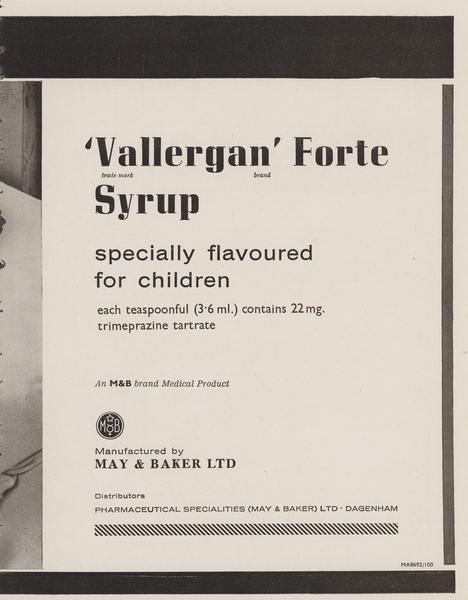 ‘Vallergan’ Forte
trade mark brand
Syrup
specially flavoured
for children
each teaspoonful (3·6 ml.) contains 22 mg.
trimeprazine tartrate
An M&B brand Medical Product
M&B
Manufactured by
MAY & BAKER LTD
Distributors
PHARMACEUTICAL SPECIALITIES (MAY & BAKER) LTD · DAGENHAM
MA8692/100